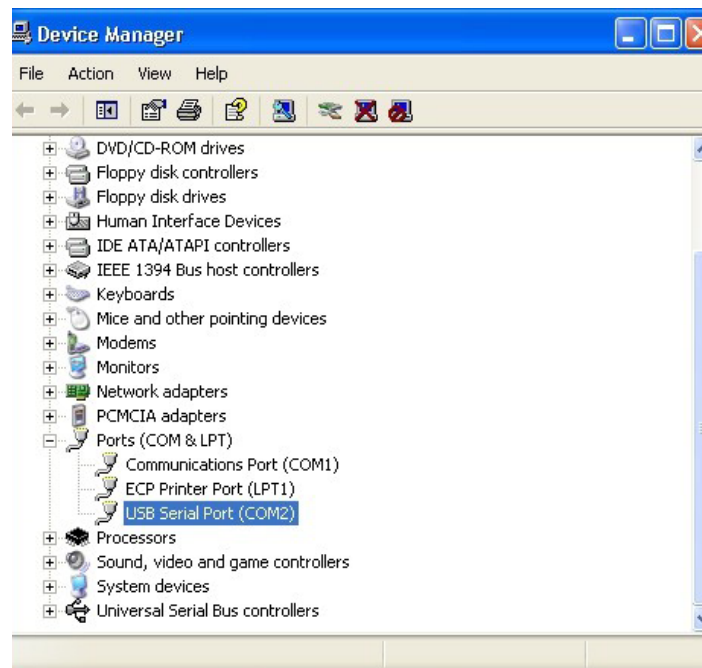 Device Manager
File Action View Help
DVD/CD-ROM drives
Floppy disk controllers
Floppy disk drives
Human Interface Devices
IDE ATA/ATAPI controllers
IEEE 1394 Bus host controllers
Keyboards
Mice and other pointing devices
Modems
Monitors
Network adapters
PCMCIA adapters
Ports (COM & LPT)
Communications Port (COM1)
ECP Printer Port (LPT1)
USB Serial Port (COM2)
Processors
Sound, video and game controllers
System devices
Universal Serial Bus controllers